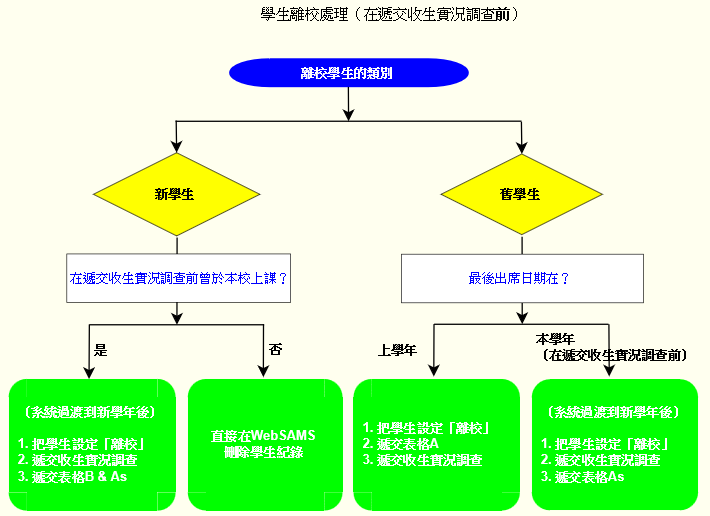 學生離校處理（在遞交收生實況調查前）
離校學生的類別
新學生
舊學生
在遞交收生實況調查前曾於本校上課？
最後出席日期在？
是
否
上學年
本學年
（在遞交收生實況調查前）
（系統過渡到新學年後）
1. 把學生設定「離校」
2. 遞交收生實況調查
3. 遞交表格B & As
直接在WebSAMS
刪除學生紀錄
1. 把學生設定「離校」
2. 遞交表格A
3. 遞交收生實況調查
（系統過渡到新學年後）
1. 把學生設定「離校」
2. 遞交收生實況調查
3. 遞交表格As